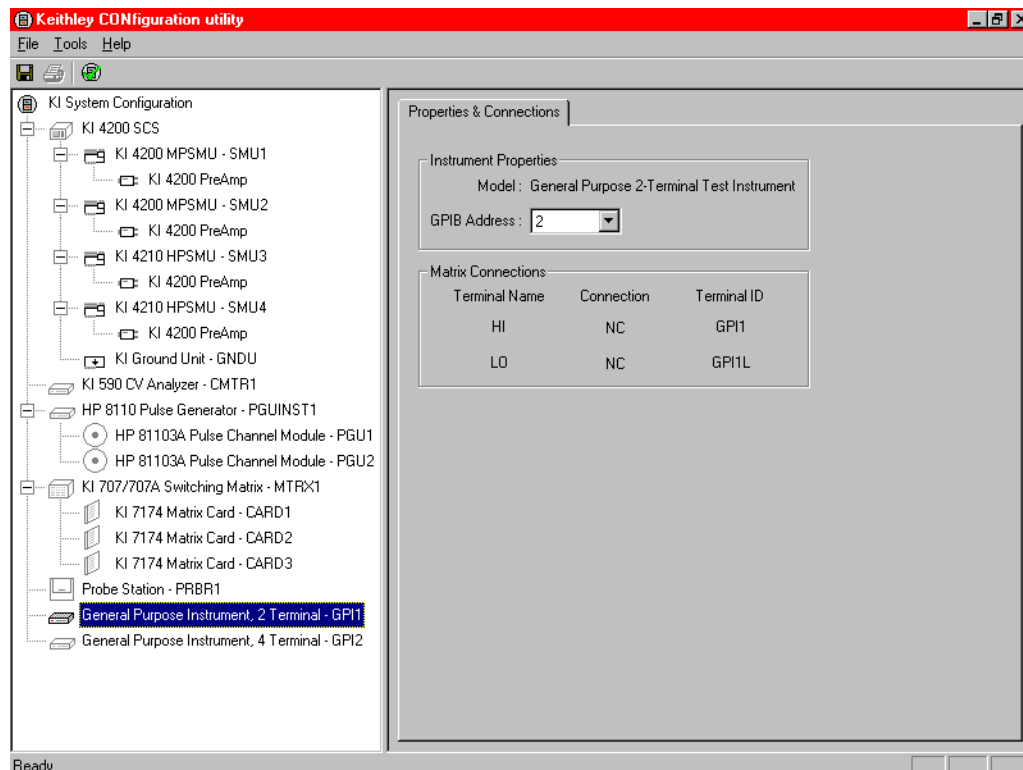 Keithley CONfiguration utility
File Tools Help
KI System Configuration
KI 4200 SCS
KI 4200 MPSMU - SMU1
KI 4200 PreAmp
KI 4200 MPSMU - SMU2
KI 4200 PreAmp
KI 4210 HPSMU - SMU3
KI 4200 PreAmp
KI 4210 HPSMU - SMU4
KI 4200 PreAmp
KI Ground Unit - GNDU
KI 590 CV Analyzer - CMTR1
HP 8110 Pulse Generator - PGUINST1
HP 81103A Pulse Channel Module - PGU1
HP 81103A Pulse Channel Module - PGU2
KI 707/707A Switching Matrix - MTRX1
KI 7174 Matrix Card - CARD1
KI 7174 Matrix Card - CARD2
KI 7174 Matrix Card - CARD3
Probe Station - PRBR1
General Purpose Instrument, 2 Terminal - GPI1
General Purpose Instrument, 4 Terminal - GPI2
Properties & Connections
Instrument Properties
Model : General Purpose 2-Terminal Test Instrument
GPIB Address : 2
Matrix Connections
Terminal Name Connection Terminal ID
HI NC GPI1
LO NC GPI1L
Ready